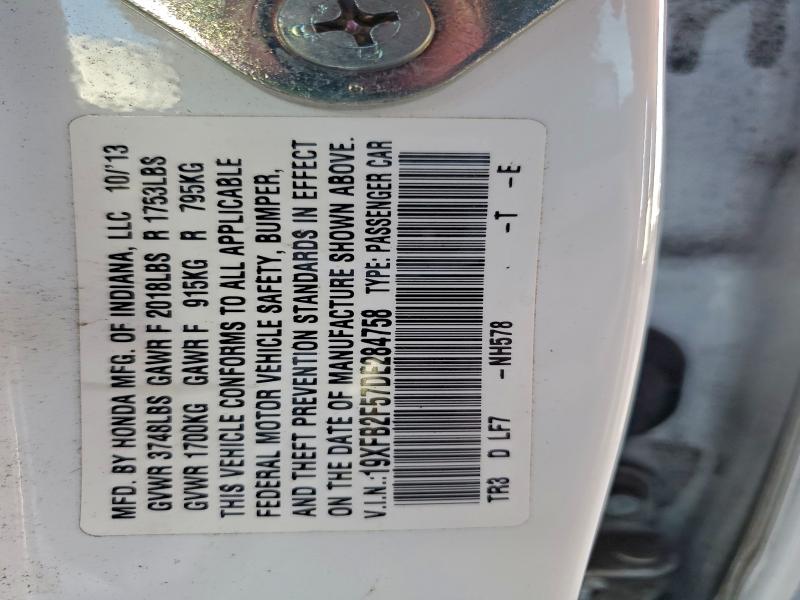 MFD. BY HONDA MFG. OF INDIANA, LLC 10/'13
GVWR 3748LBS GAWR F 2018LBS R 1753LBS
GVWR 1700KG GAWR F 915KG R 795KG
THIS VEHICLE CONFORMS TO ALL APPLICABLE
FEDERAL MOTOR VEHICLE SAFETY, BUMPER,
AND THEFT PREVENTION STANDARDS IN EFFECT
ON THE DATE OF MANUFACTURE SHOWN ABOVE.
V.I.N.:19XFB2F57DE284758 TYPE: PASSENGER CAR
TR3 D LF7 -NH578 -T -E